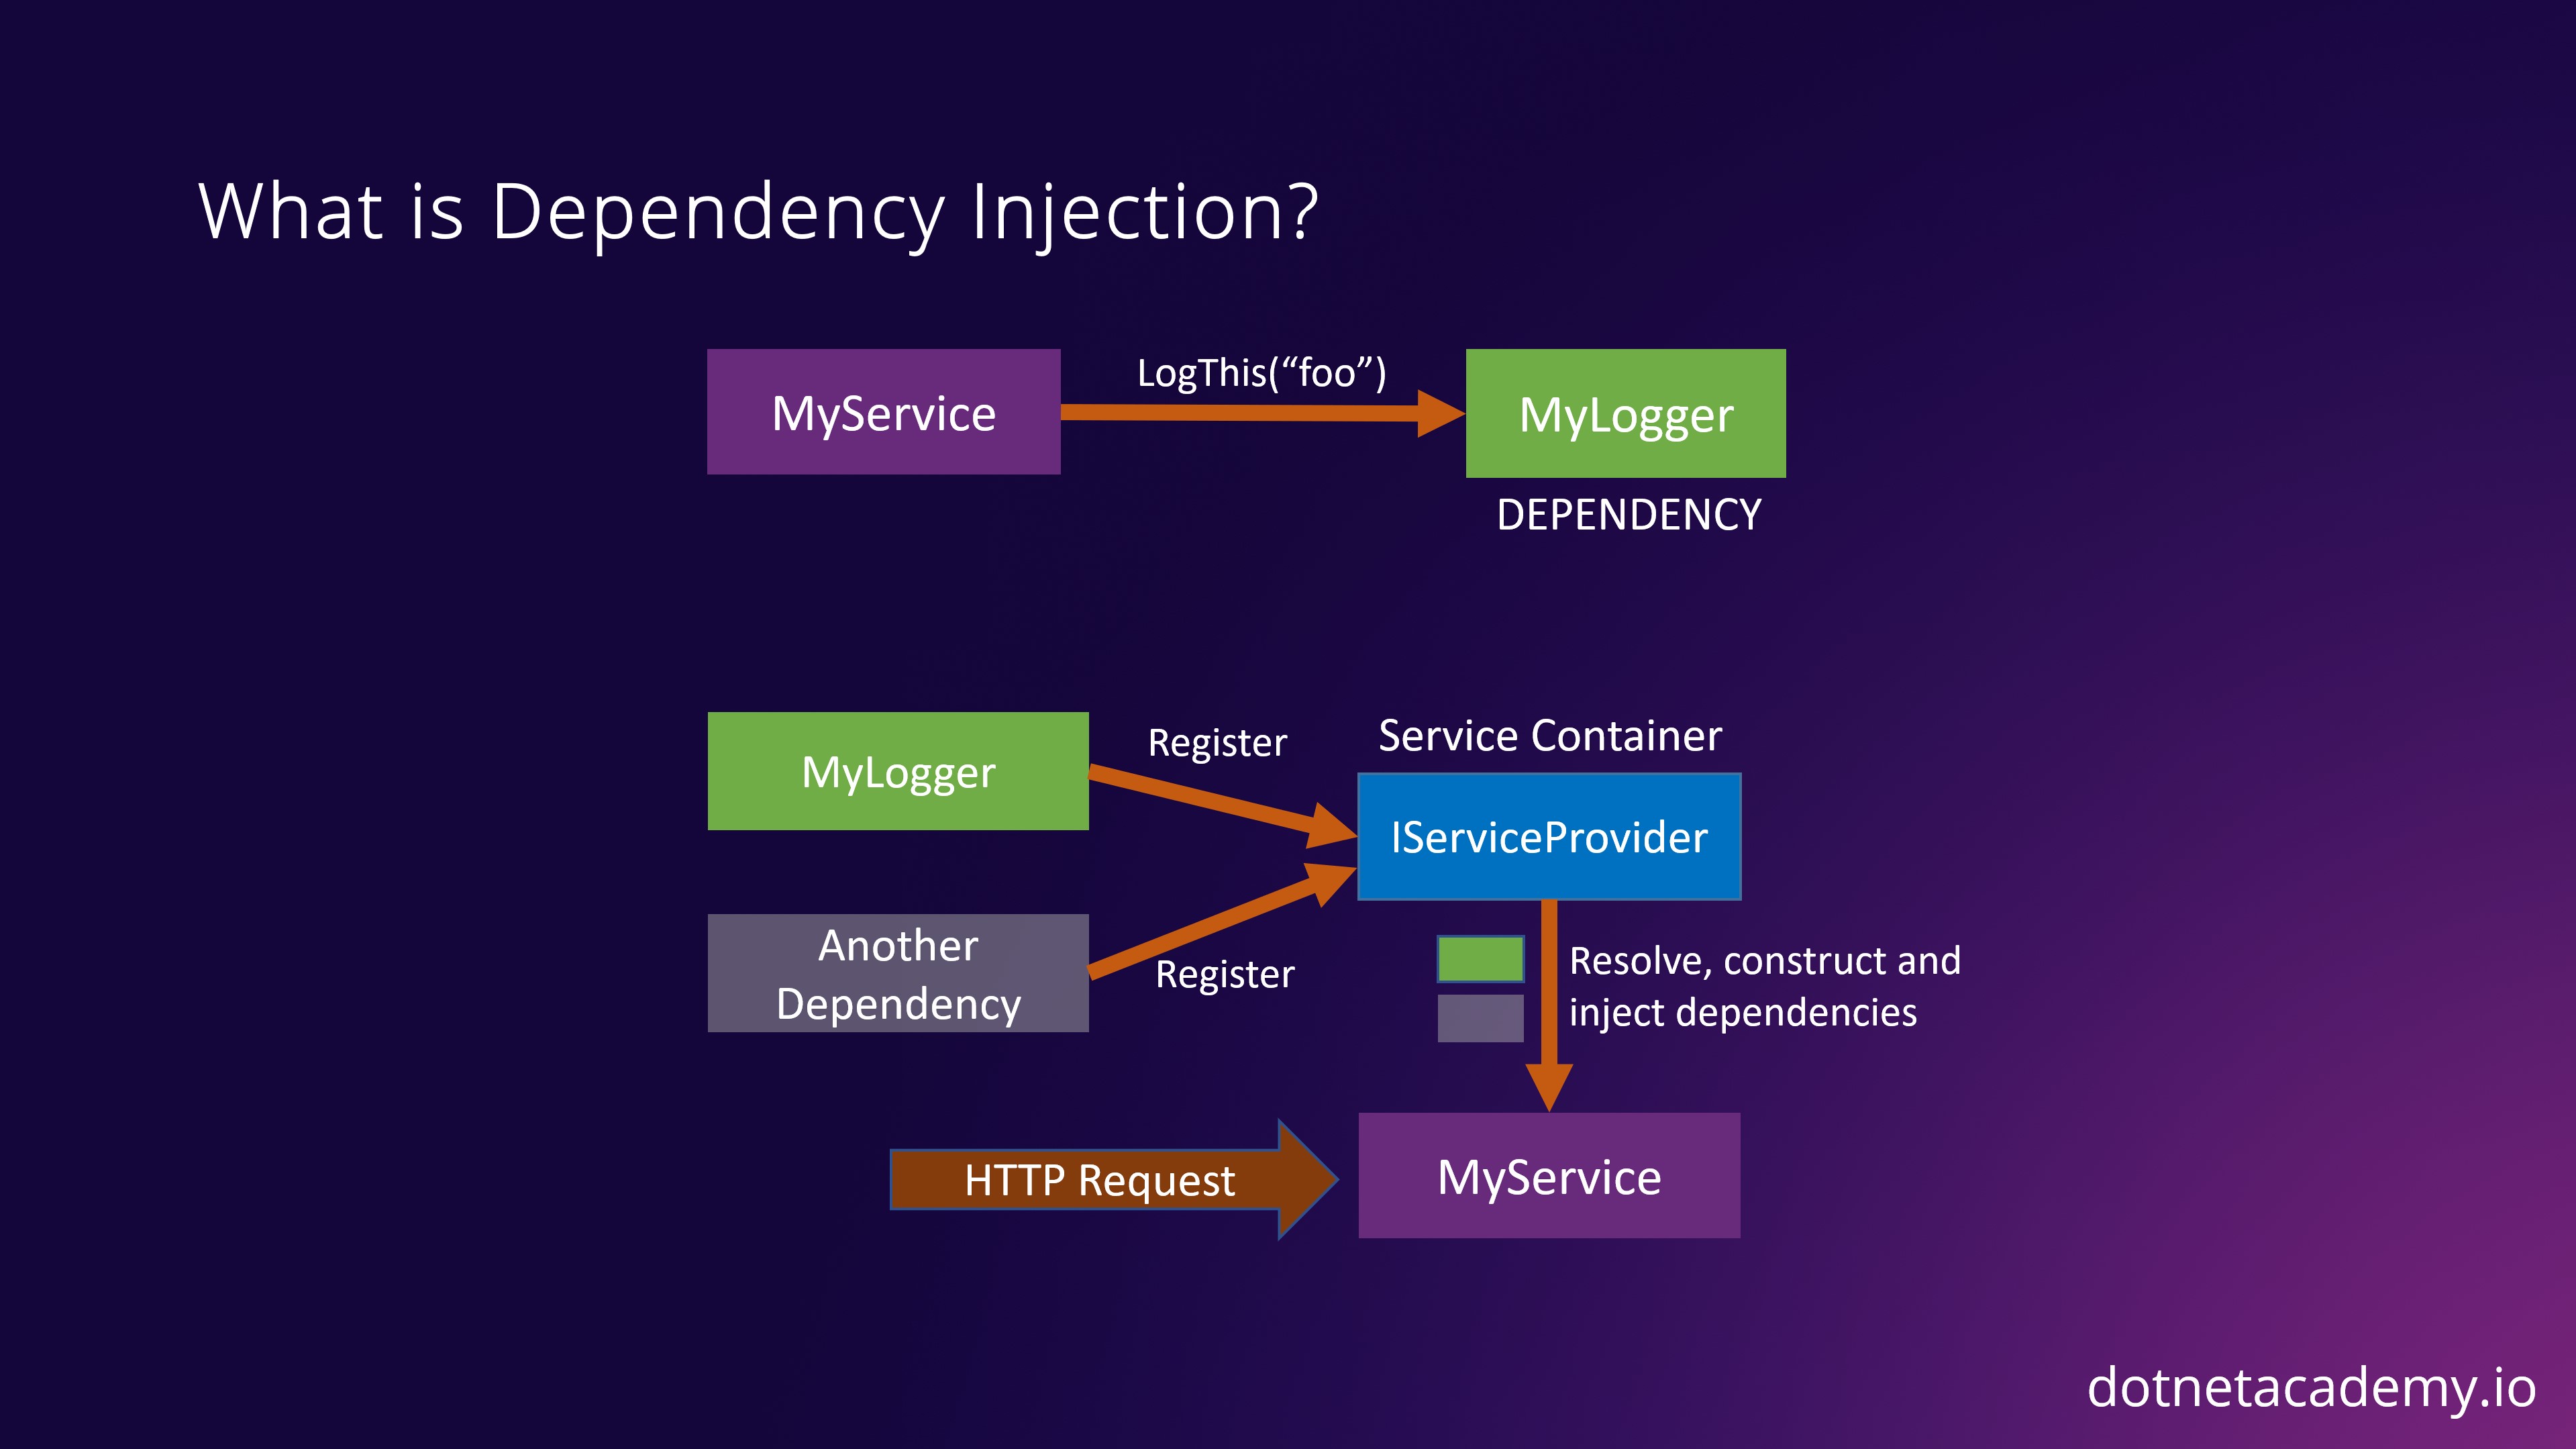 What is Dependency Injection?
MyService
LogThis(“foo”)
MyLogger
DEPENDENCY
MyLogger
Register
Service Container
IServiceProvider
Another
Dependency
Register
Resolve, construct and
inject dependencies
HTTP Request
MyService
dotnetacademy.io